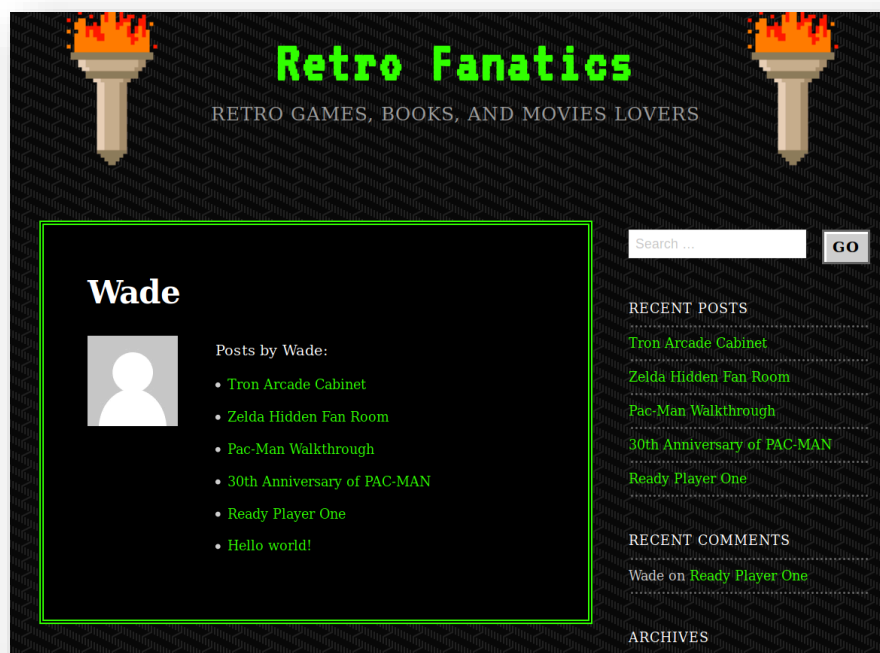 Retro Fanatics
RETRO GAMES, BOOKS, AND MOVIES LOVERS
Wade
Posts by Wade:
Tron Arcade Cabinet
Zelda Hidden Fan Room
Pac-Man Walkthrough
30th Anniversary of PAC-MAN
Ready Player One
Hello world!
Search …
GO
RECENT POSTS
Tron Arcade Cabinet
Zelda Hidden Fan Room
Pac-Man Walkthrough
30th Anniversary of PAC-MAN
Ready Player One
RECENT COMMENTS
Wade on Ready Player One
ARCHIVES